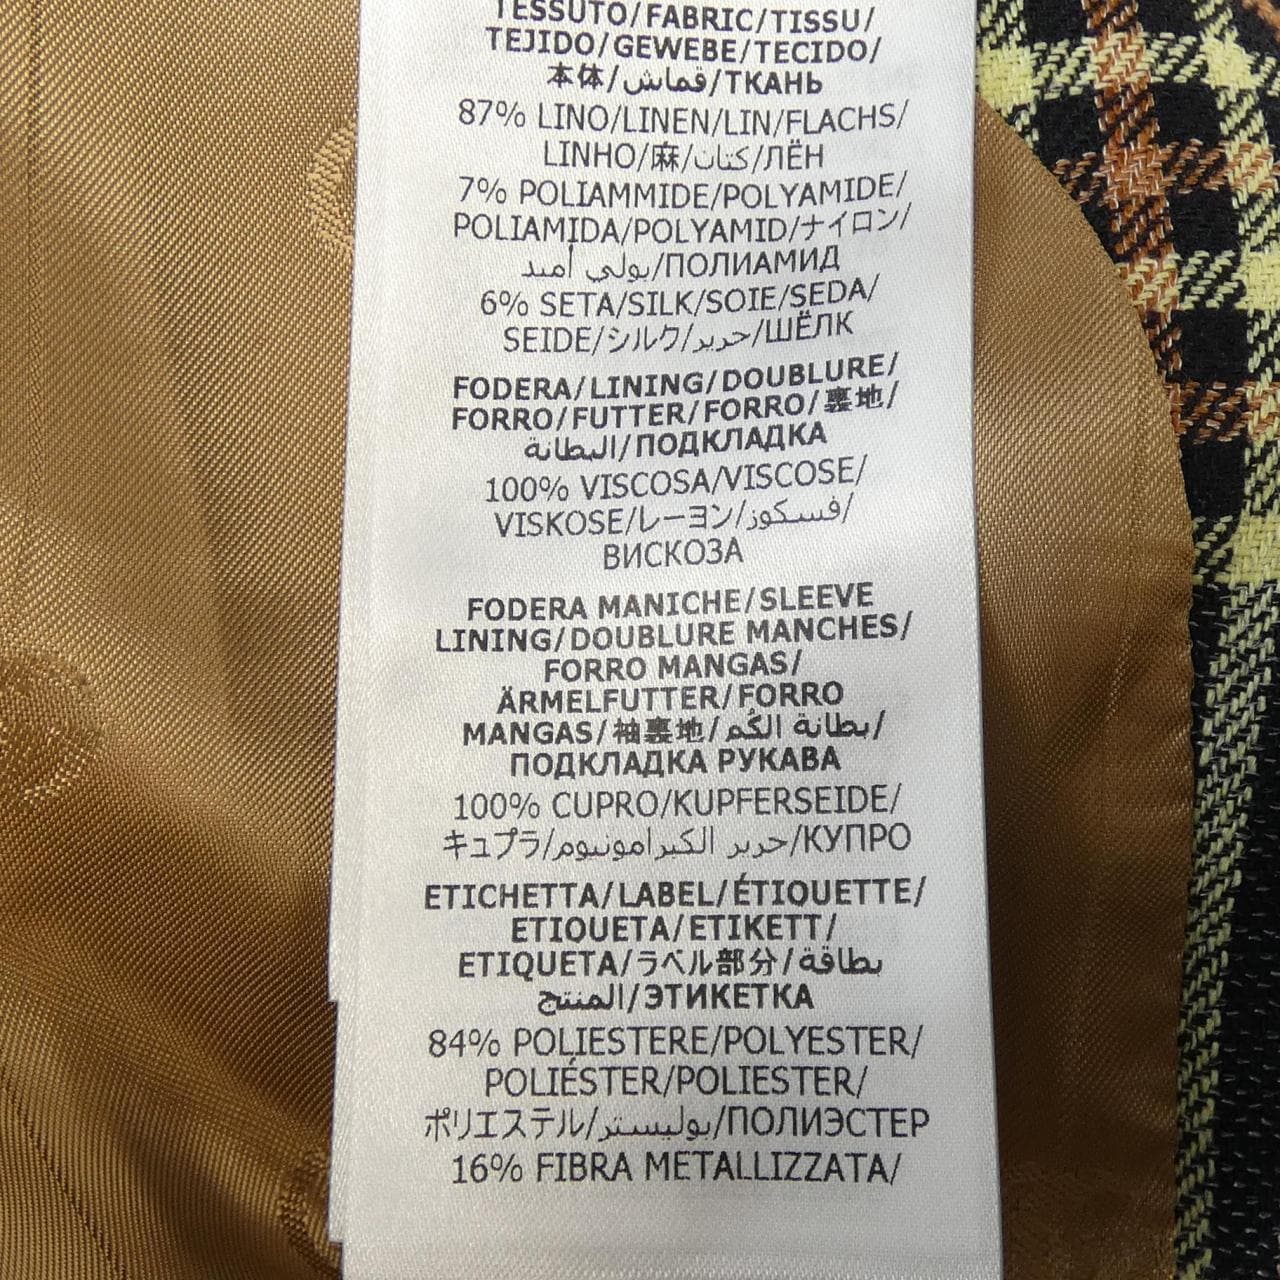 TESSUTO/FABRIC/TISSU/
TEJIDO/GEWEBE/TECIDO/
本体/قماش/ТКАНЬ
87% LINO/LINEN/LIN/FLACHS/
LINHO/麻/كتان/ЛЁН
7% POLIAMMIDE/POLYAMIDE/
POLIAMIDA/POLYAMID/ナイロン/
بولي أميد/ПОЛИАМИД
6% SETA/SILK/SOIE/SEDA/
SEIDE/シルク/حرير/ШЁЛК
FODERA/LINING/DOUBLURE/
FORRO/FUTTER/FORRO/裏地/
البطانة/ПОДКЛАДКА
100% VISCOSA/VISCOSE/
VISKOSE/レーヨン/فسكوز/
ВИСКОЗА
FODERA MANICHE/SLEEVE
LINING/DOUBLURE MANCHES/
FORRO MANGAS/
ÄRMELFUTTER/FORRO
MANGAS/袖裏地/بطانة الكُم/
ПОДКЛАДКА РУКАВА
100% CUPRO/KUPFERSEIDE/
キュプラ/حرير الكبرامونيوم/КУПРО
ETICHETTA/LABEL/ÉTIQUETTE/
ETIQUETA/ETIKETT/
ETIQUETA/ラベル部分/بطاقة
المنتج/ЭТИКЕТКА
84% POLIESTERE/POLYESTER/
POLIÉSTER/POLIESTER/
ポリエステル/بوليستر/ПОЛИЭСТЕР
16% FIBRA METALLIZZATA/